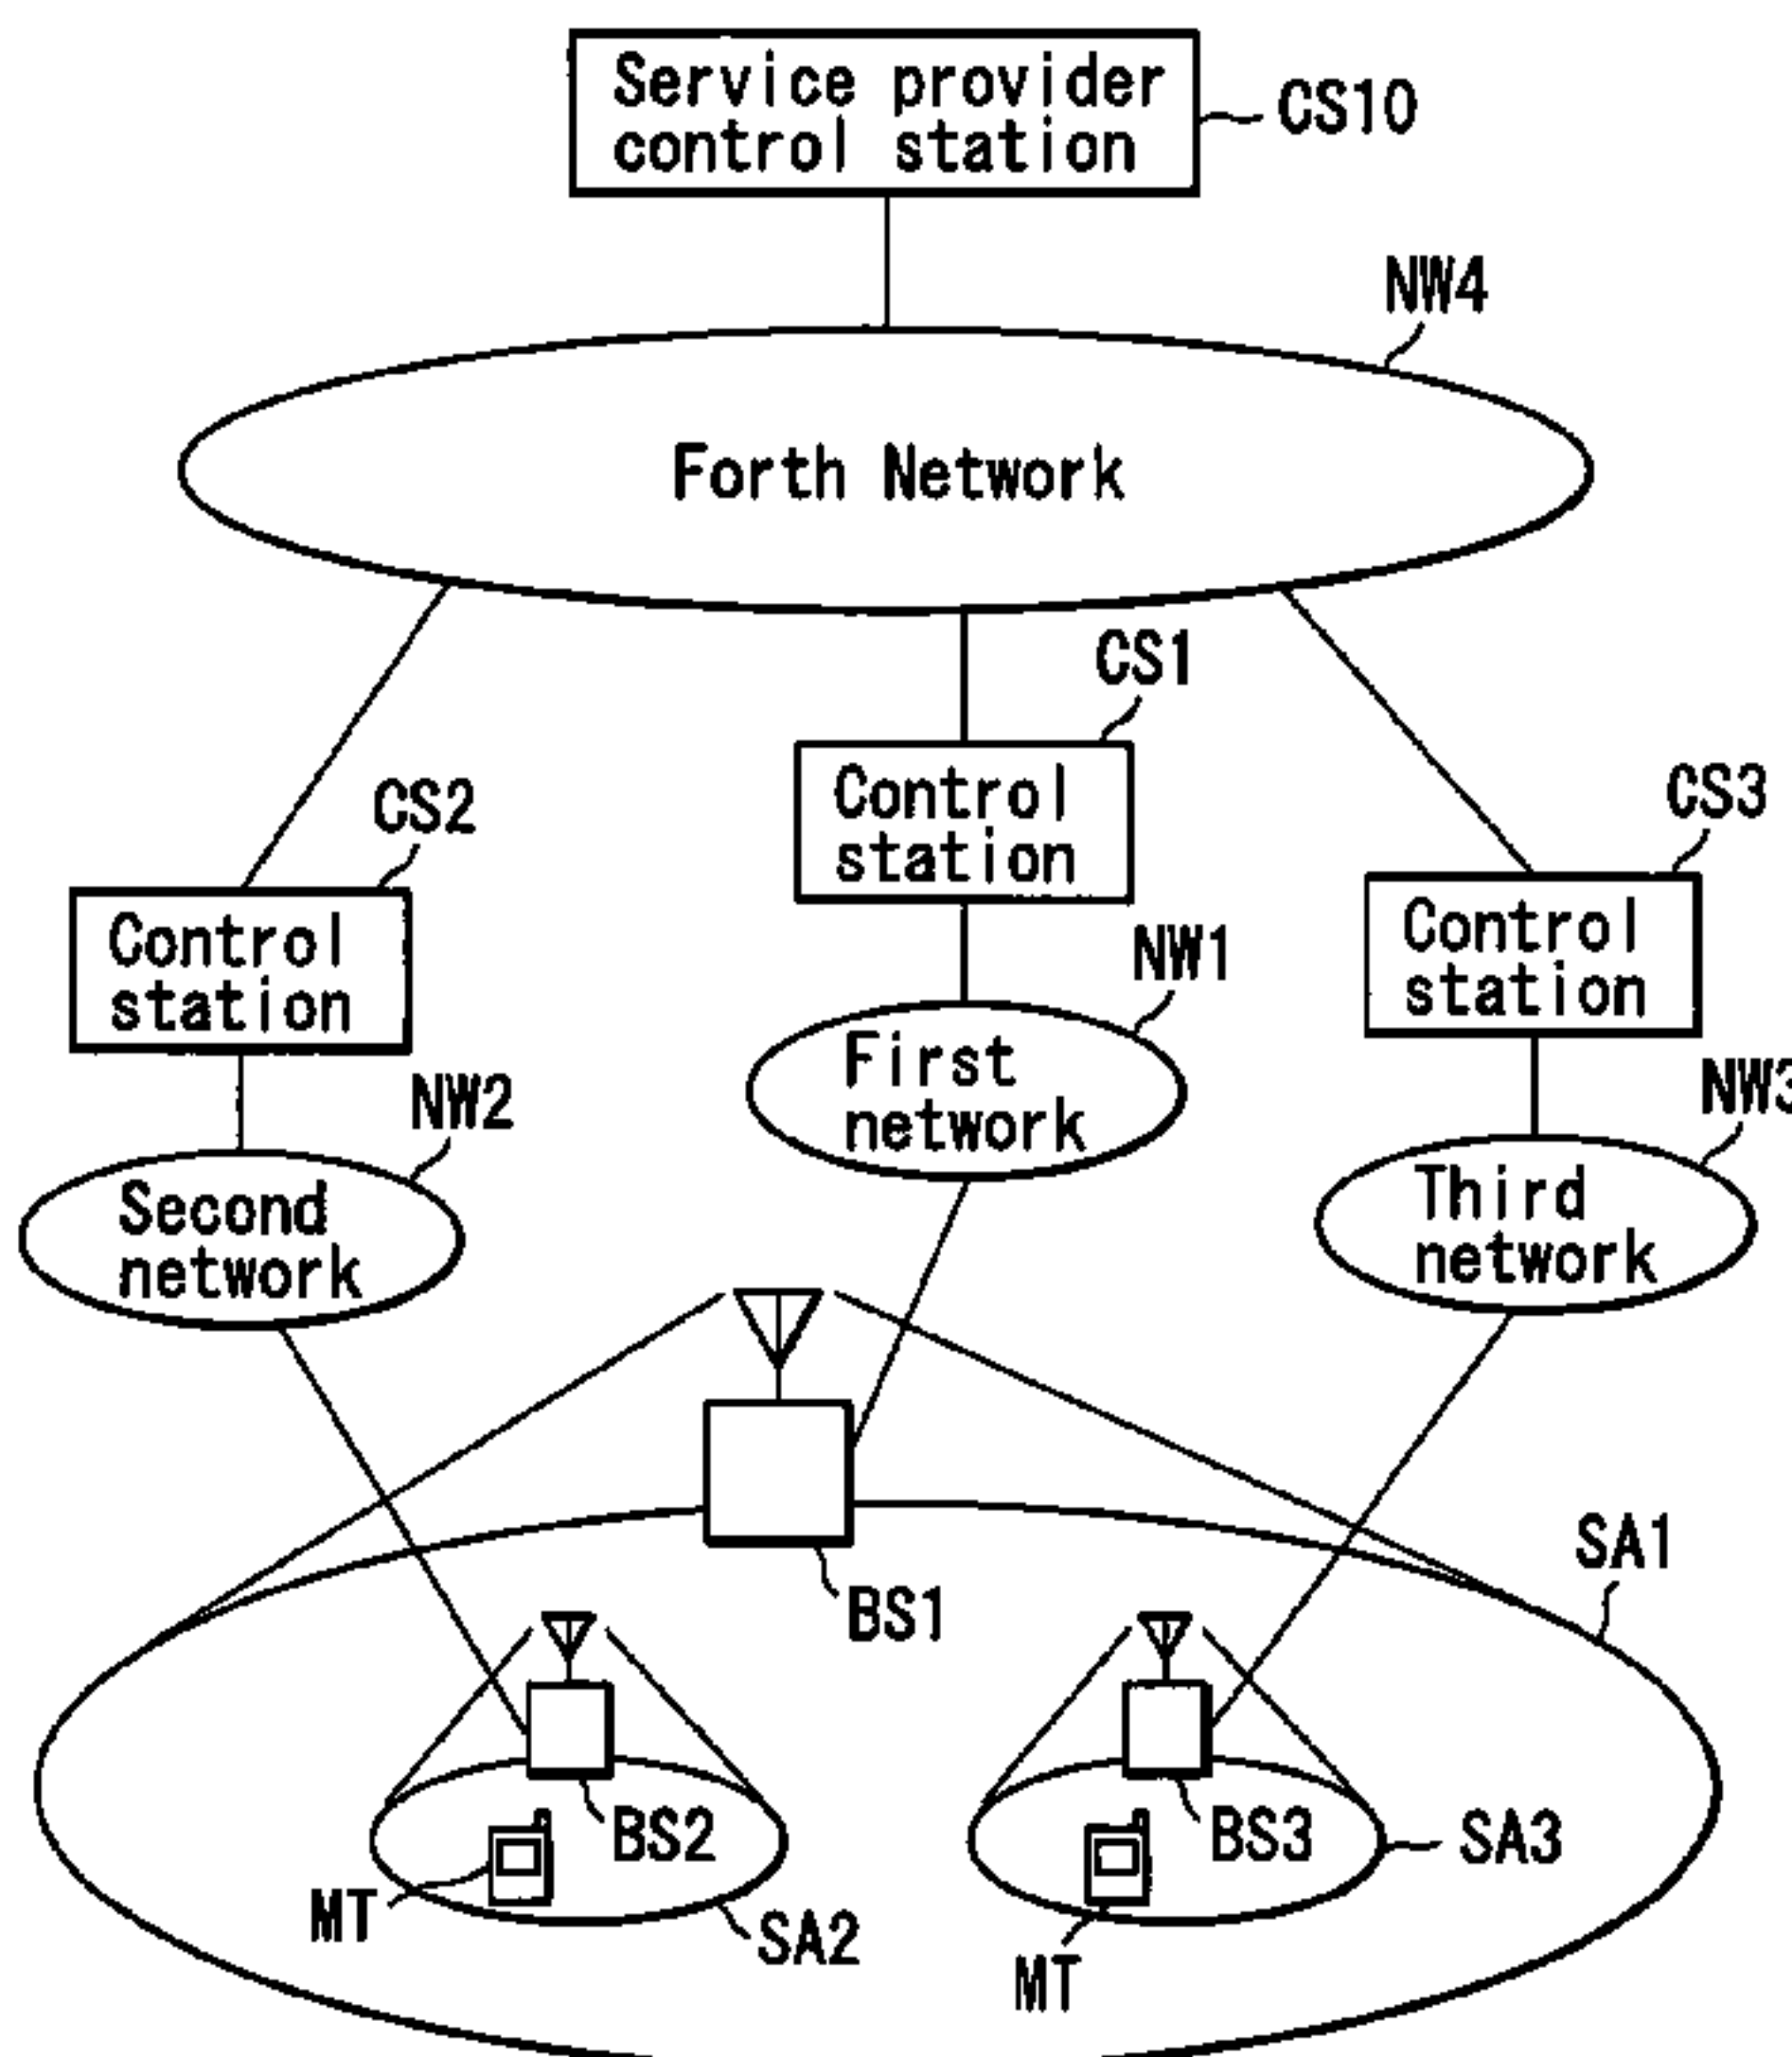 Service provider
control station
CS10
NW4
Forth Network
CS1
Control
station
CS2
Control
station
CS3
Control
station
NW1
First
network
NW2
Second
network
NW3
Third
network
BS1
SA1
BS2
MT
SA2
BS3
SA3
MT